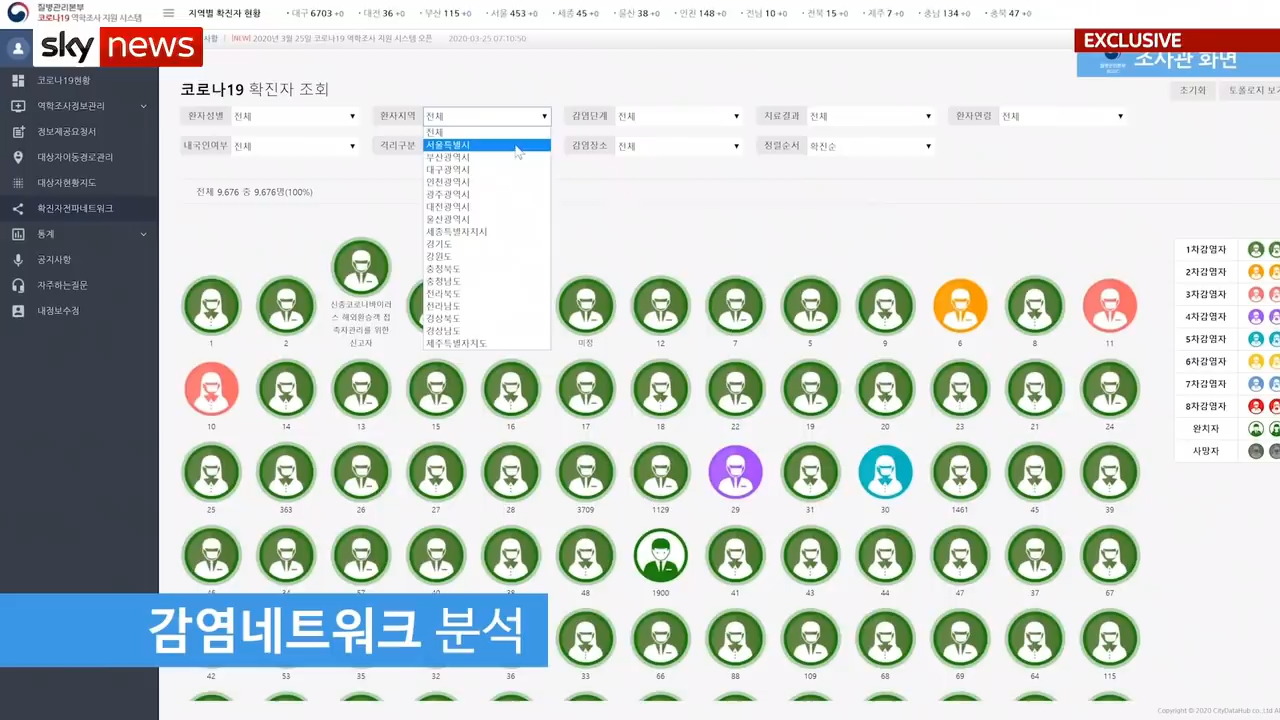 질병관리본부
코로나19 역학조사 지원 시스템
지역별 확진자 현황
· 대구 6703 +0 · 대전 36 +0 · 부산 115 +0 · 서울 +0 · 세종 45 +0 · 울산 38 +0 · 인천 148 +0 · 전남 +0 · 전북 15 +0 · 제주 7 +0 · 충남 134 +0 · 충북 47 +0
sky news
[NEW] 2020년 3월 25일 코로나19 역학조사 지원 시스템 오픈 2020-03-25 07:10:50
EXCLUSIVE
조사관 화면
코로나19현황
역학조사정보관리
정보제공요청서
대상자이동경로관리
대상자현황지도
확진자전파네트워크
통계
공지사항
자주하는질문
내정보수정
코로나19 확진자 조회
초기화 토폴로지 보기
환자성별 전체 환자지역 전체 감염단계 전체 치료결과 전체 환자연령 전체
내국인여부 전체 격리구분 감염장소 전체 정렬순서 확진순
전체
서울특별시
부산광역시
대구광역시
인천광역시
광주광역시
대전광역시
울산광역시
세종특별자치시
경기도
강원도
충청북도
충청남도
전라북도
전라남도
경상북도
경상남도
제주특별자치도
전체 9,676 중 9,676명(100%)
1 2
신종코로나바이러
스 해외환승객 접
촉자관리를 위한
신고자
미정 12 7 5 9 6 8 11
10 14 13 15 16 17 18 22 19 20 23 21 24
25 363 26 27 28 3709 1129 29 31 30 1461 45 39
48 1900 41 43 44 47 37 67
42 53 35 32 36 33 66 88 109 68 69 64 115
1차감염자
2차감염자
3차감염자
4차감염자
5차감염자
6차감염자
7차감염자
8차감염자
완치자
사망자
감염네트워크 분석
Copyright © 2020 CityDataHub co., Ltd